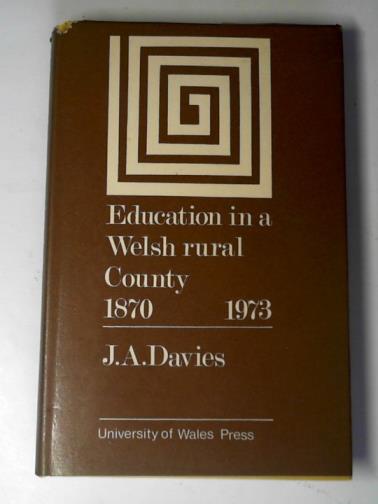 Education in a
Welsh rural
County
1870 1973
J.A.Davies
University of Wales Press